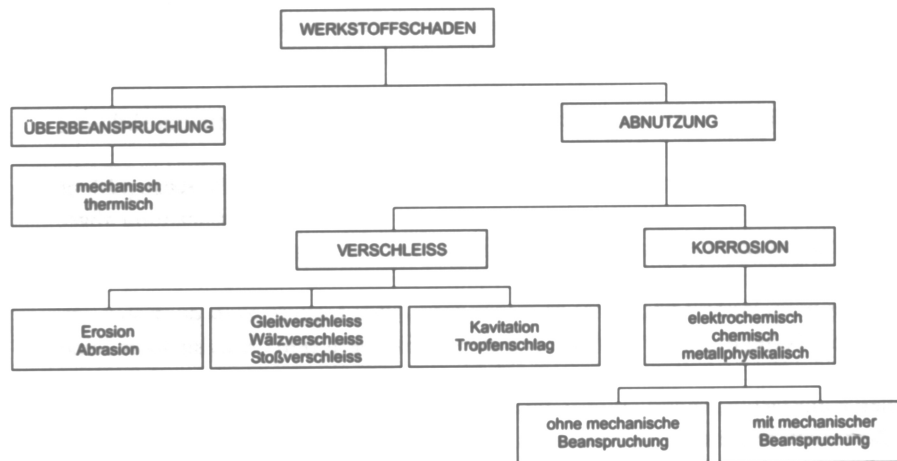 WERKSTOFFSCHADEN
ÜBERBEANSPRUCHUNG
ABNUTZUNG
mechanisch
thermisch
VERSCHLEISS
KORROSION
Erosion
Abrasion
Gleitverschleiss
Wälzverschleiss
Stoßverschleiss
Kavitation
Tropfenschlag
elektrochemisch
chemisch
metallphysikalisch
ohne mechanische
Beanspruchung
mit mechanischer
Beanspruchung